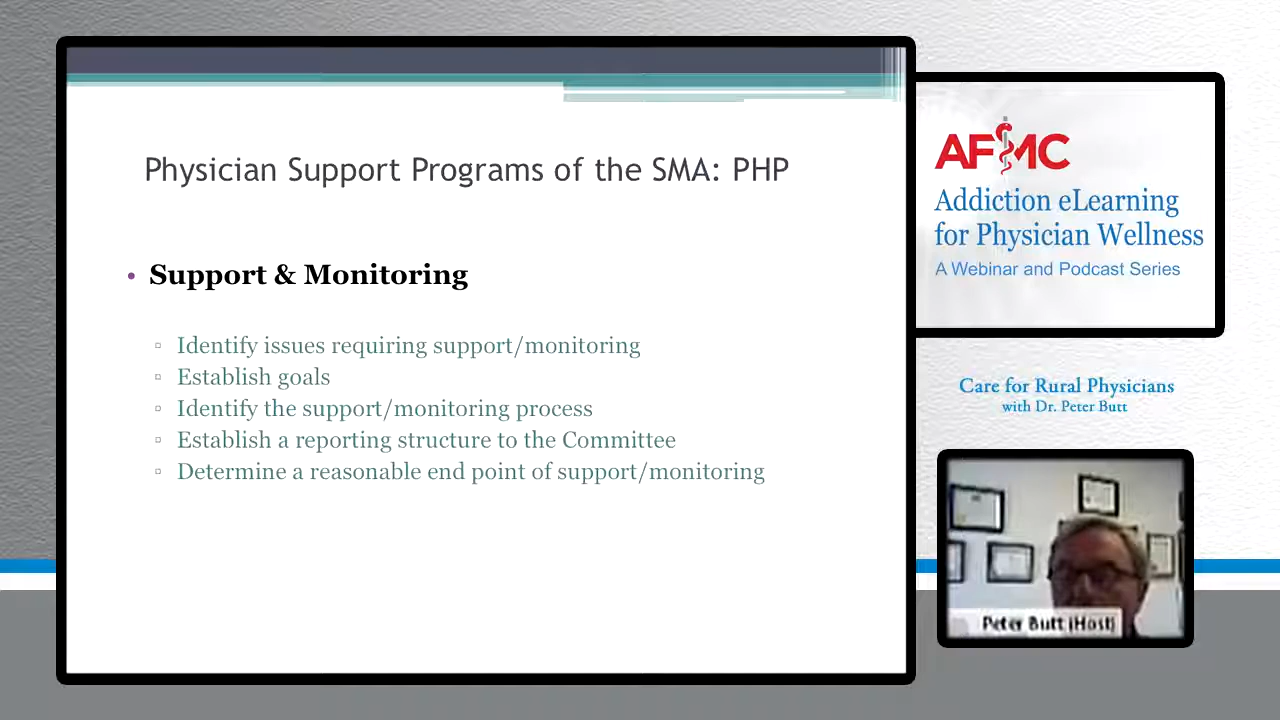 Physician Support Programs of the SMA: PHP
• Support & Monitoring
▫ Identify issues requiring support/monitoring
▫ Establish goals
▫ Identify the support/monitoring process
▫ Establish a reporting structure to the Committee
▫ Determine a reasonable end point of support/monitoring
AFMC
Addiction eLearning
for Physician Wellness
A Webinar and Podcast Series
Care for Rural Physicians
with Dr. Peter Butt
Peter Butt (Host)